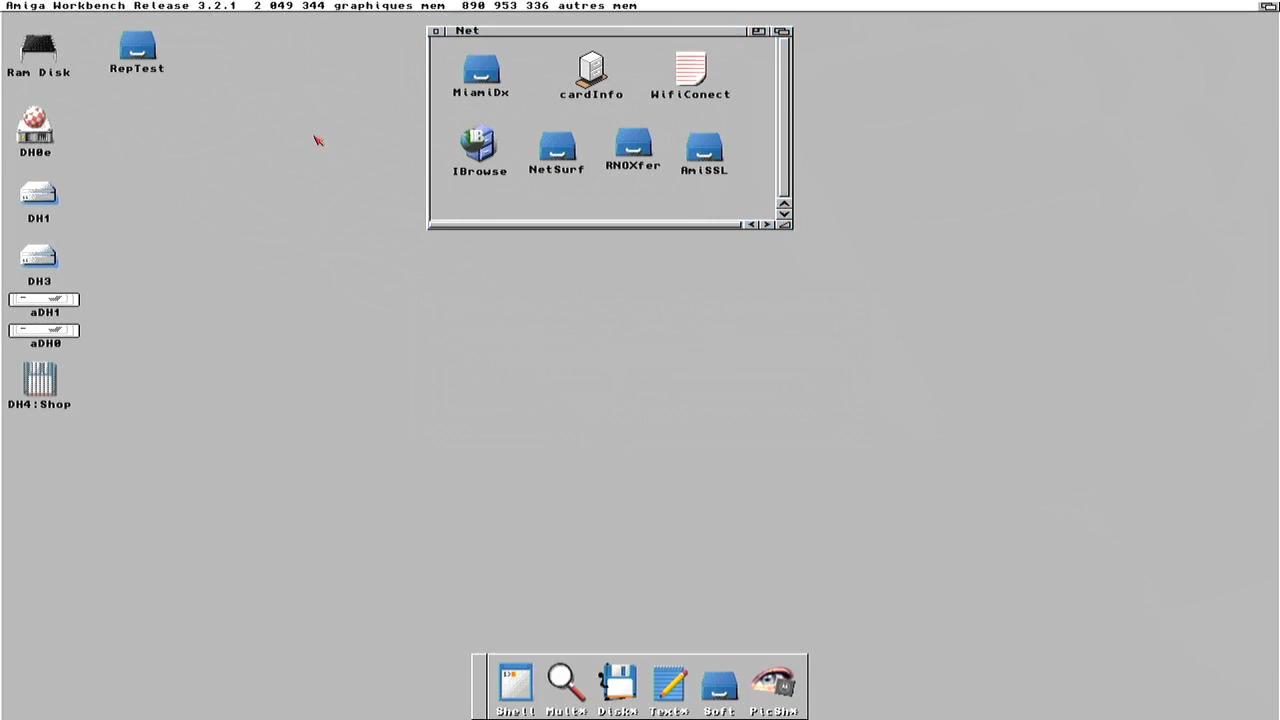 Amiga Workbench Release 3.2.1  2 049 344 graphiques mem  890 953 336 autres mem
Net
Ram Disk
RepTest
MiamiDx
cardInfo
WifiConect
DH0e
IBrowse
NetSurf
RNOXfer
AmiSSL
DH1
DH3
aDH1
aDH0
DH4:Shop
Shell
Mult*
Disk*
Text*
Soft
PicSh*